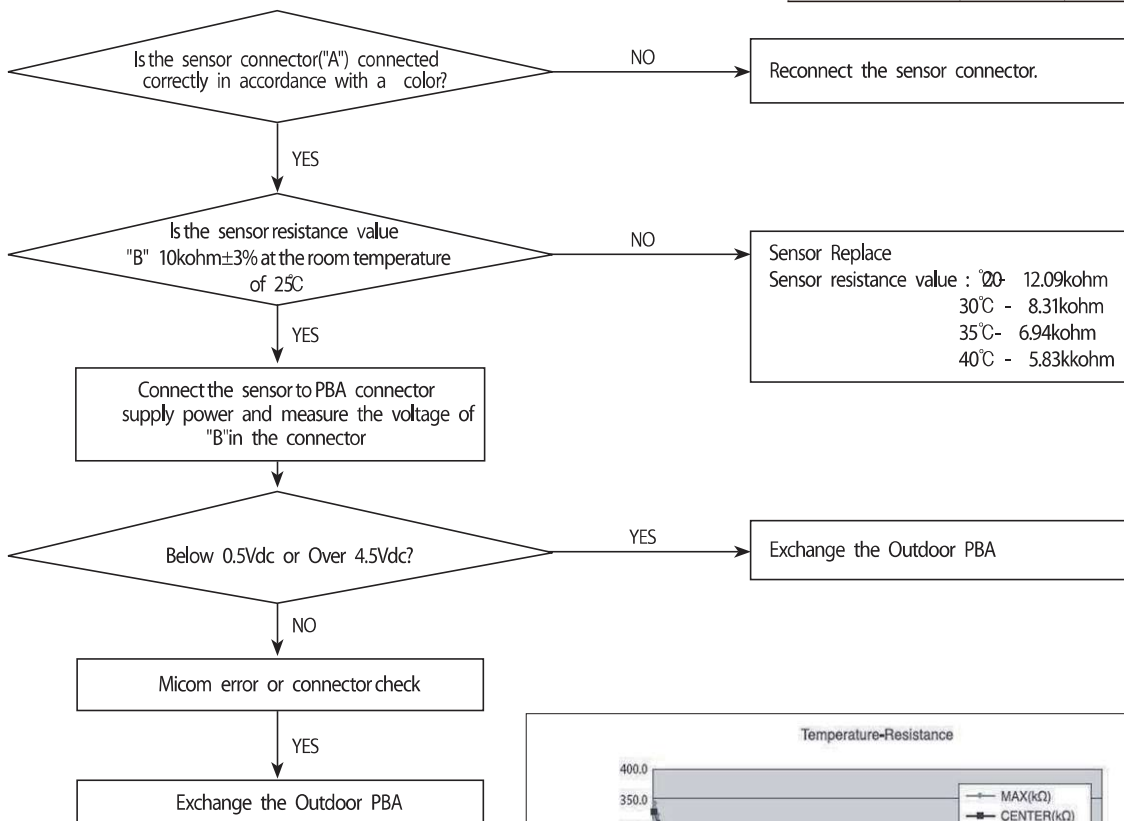 Is the sensor connector("A") connected
correctly in accordance with a color?
NO
Reconnect the sensor connector.
YES
Is the sensor resistance value
"B" 10kohm±3% at the room temperature
of 25℃
NO
Sensor Replace
Sensor resistance value : 20℃- 12.09kohm
30℃ - 8.31kohm
35℃- 6.94kohm
40℃ - 5.83kkohm
YES
Connect the sensor to PBA connector
supply power and measure the voltage of
"B"in the connector
Below 0.5Vdc or Over 4.5Vdc?
YES
Exchange the Outdoor PBA
NO
Micom error or connector check
YES
Exchange the Outdoor PBA
Temperature-Resistance
400.0
350.0
MAX(kΩ)
CENTER(kΩ)